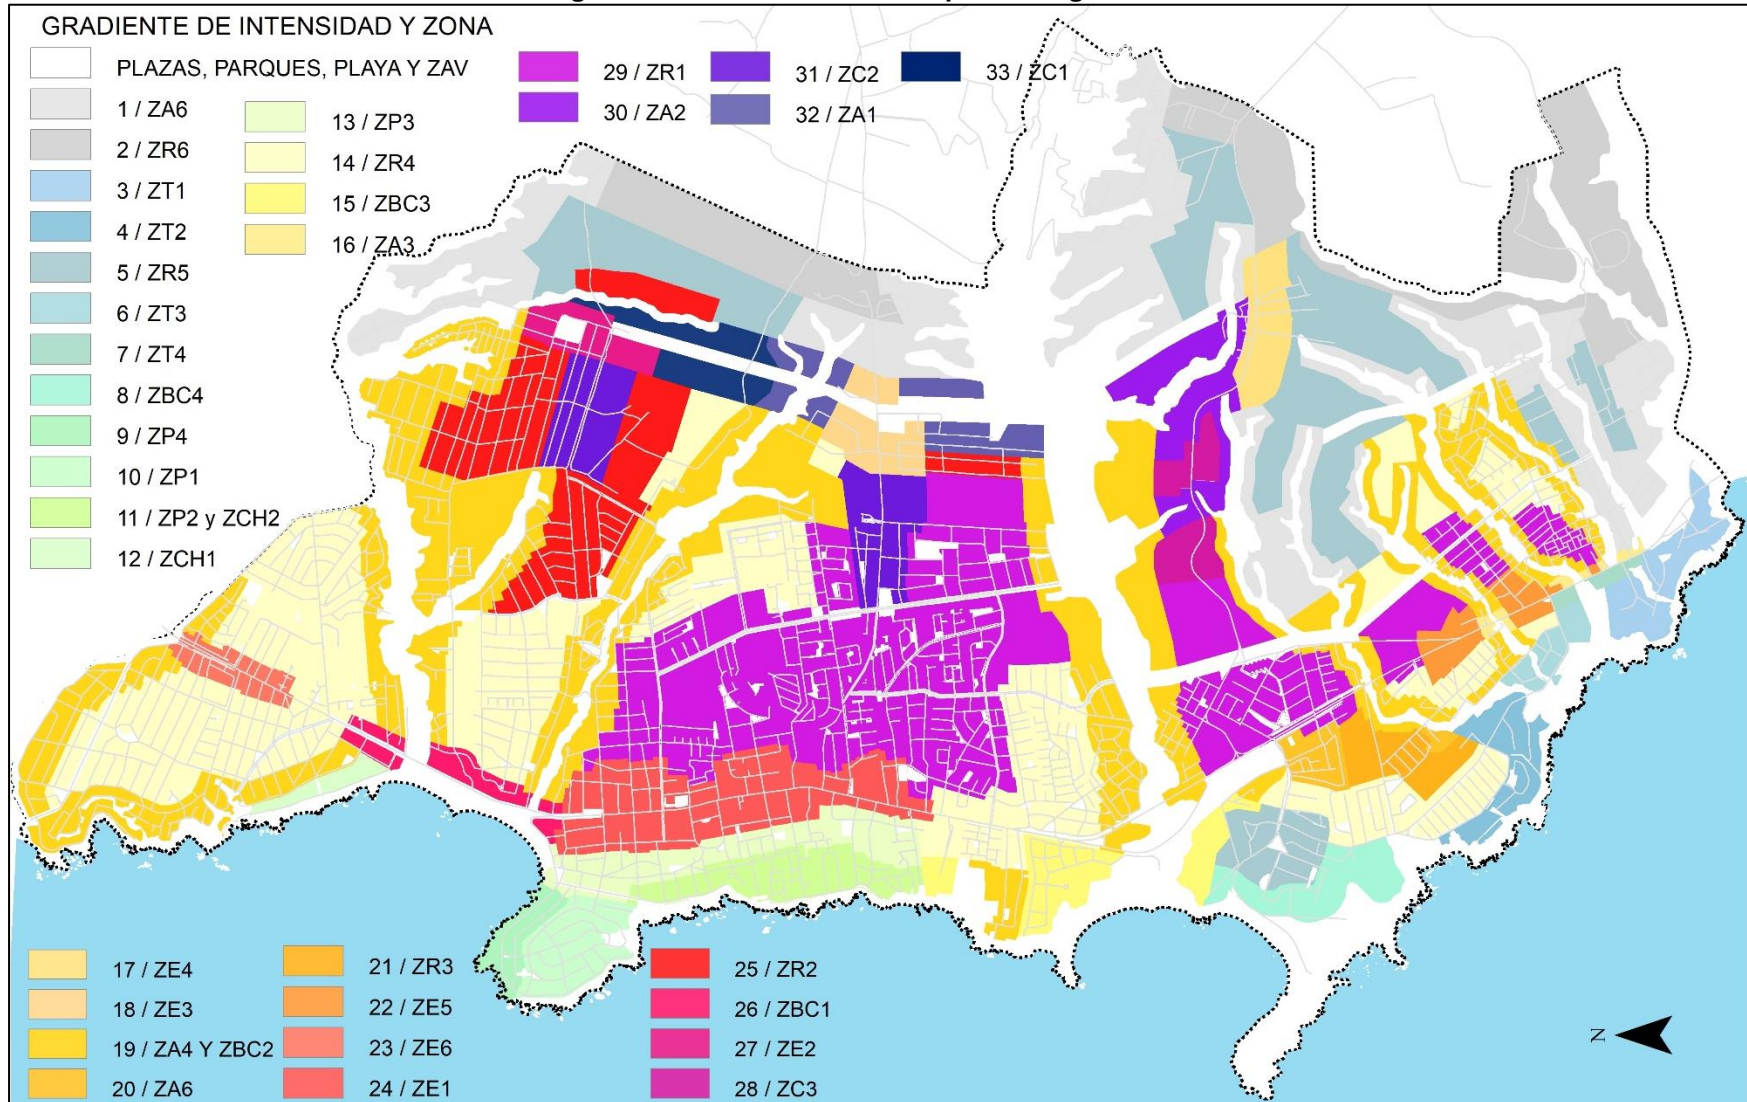 GRADIENTE DE INTENSIDAD Y ZONA
PLAZAS, PARQUES, PLAYA Y ZAV
1 / ZA6
2 / ZR6
3 / ZT1
4 / ZT2
5 / ZR5
6 / ZT3
7 / ZT4
8 / ZBC4
9 / ZP4
10 / ZP1
11 / ZP2 y ZCH2
12 / ZCH1
13 / ZP3
14 / ZR4
15 / ZBC3
16 / ZA3
29 / ZR1
30 / ZA2
31 / ZC2
32 / ZA1
33 / ZC1
17 / ZE4
18 / ZE3
19 / ZA4 Y ZBC2
20 / ZA6
21 / ZR3
22 / ZE5
23 / ZE6
24 / ZE1
25 / ZR2
26 / ZBC1
27 / ZE2
28 / ZC3
N